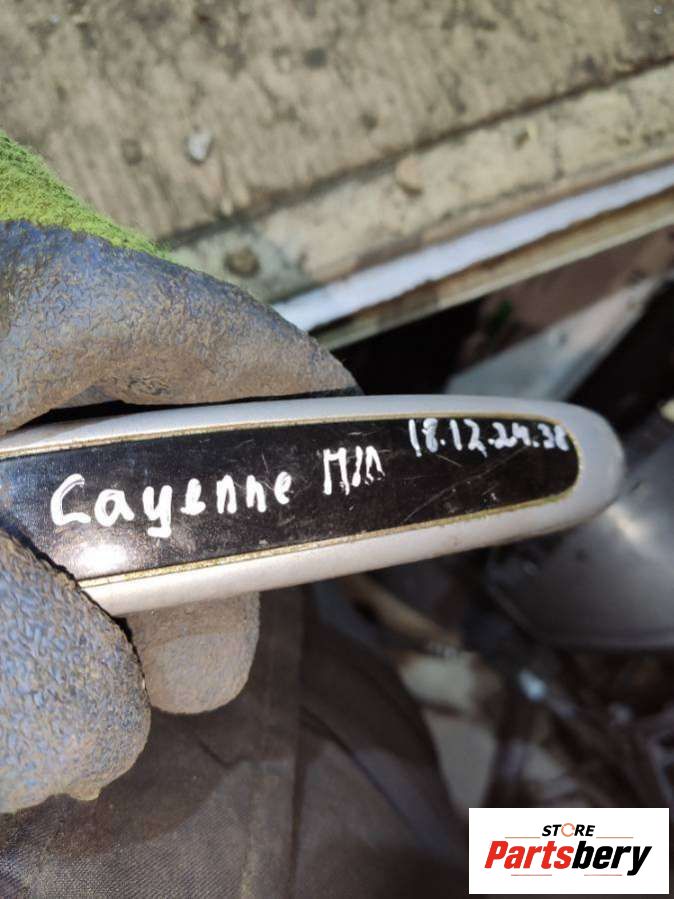 Cayenne П/П 18.12.24.38
STORE
Partsbery